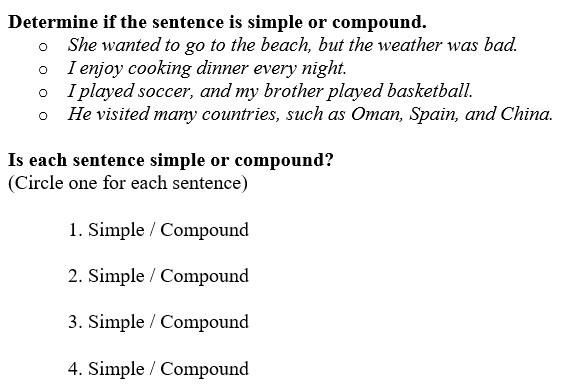 Determine if the sentence is simple or compound.
o She wanted to go to the beach, but the weather was bad.
o I enjoy cooking dinner every night.
o I played soccer, and my brother played basketball.
o He visited many countries, such as Oman, Spain, and China.
Is each sentence simple or compound?
(Circle one for each sentence)
1. Simple / Compound
2. Simple / Compound
3. Simple / Compound
4. Simple / Compound